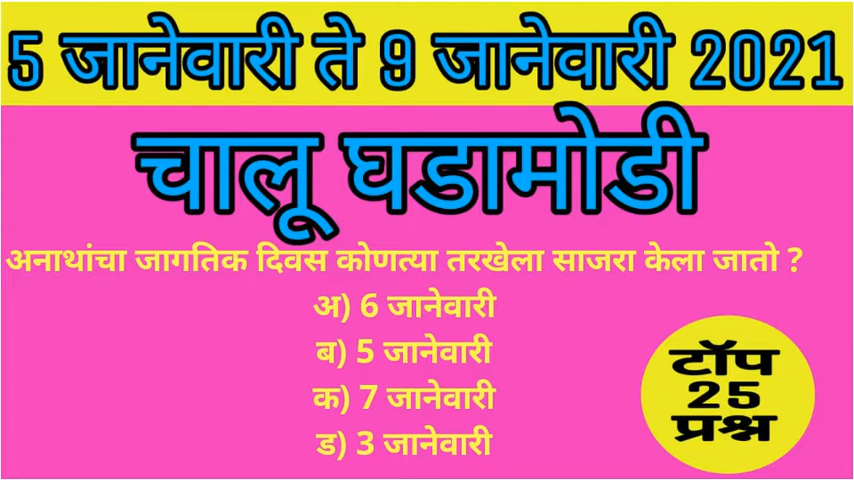 5 जानेवारी ते 9 जानेवारी 2021
चालू घडामोडी
अनाथांचा जागतिक दिवस कोणत्या तरखेला साजरा केला जातो ?
अ) 6 जानेवारी
ब) 5 जानेवारी
क) 7 जानेवारी
ड) 3 जानेवारी
टॉप
25
प्रश्न